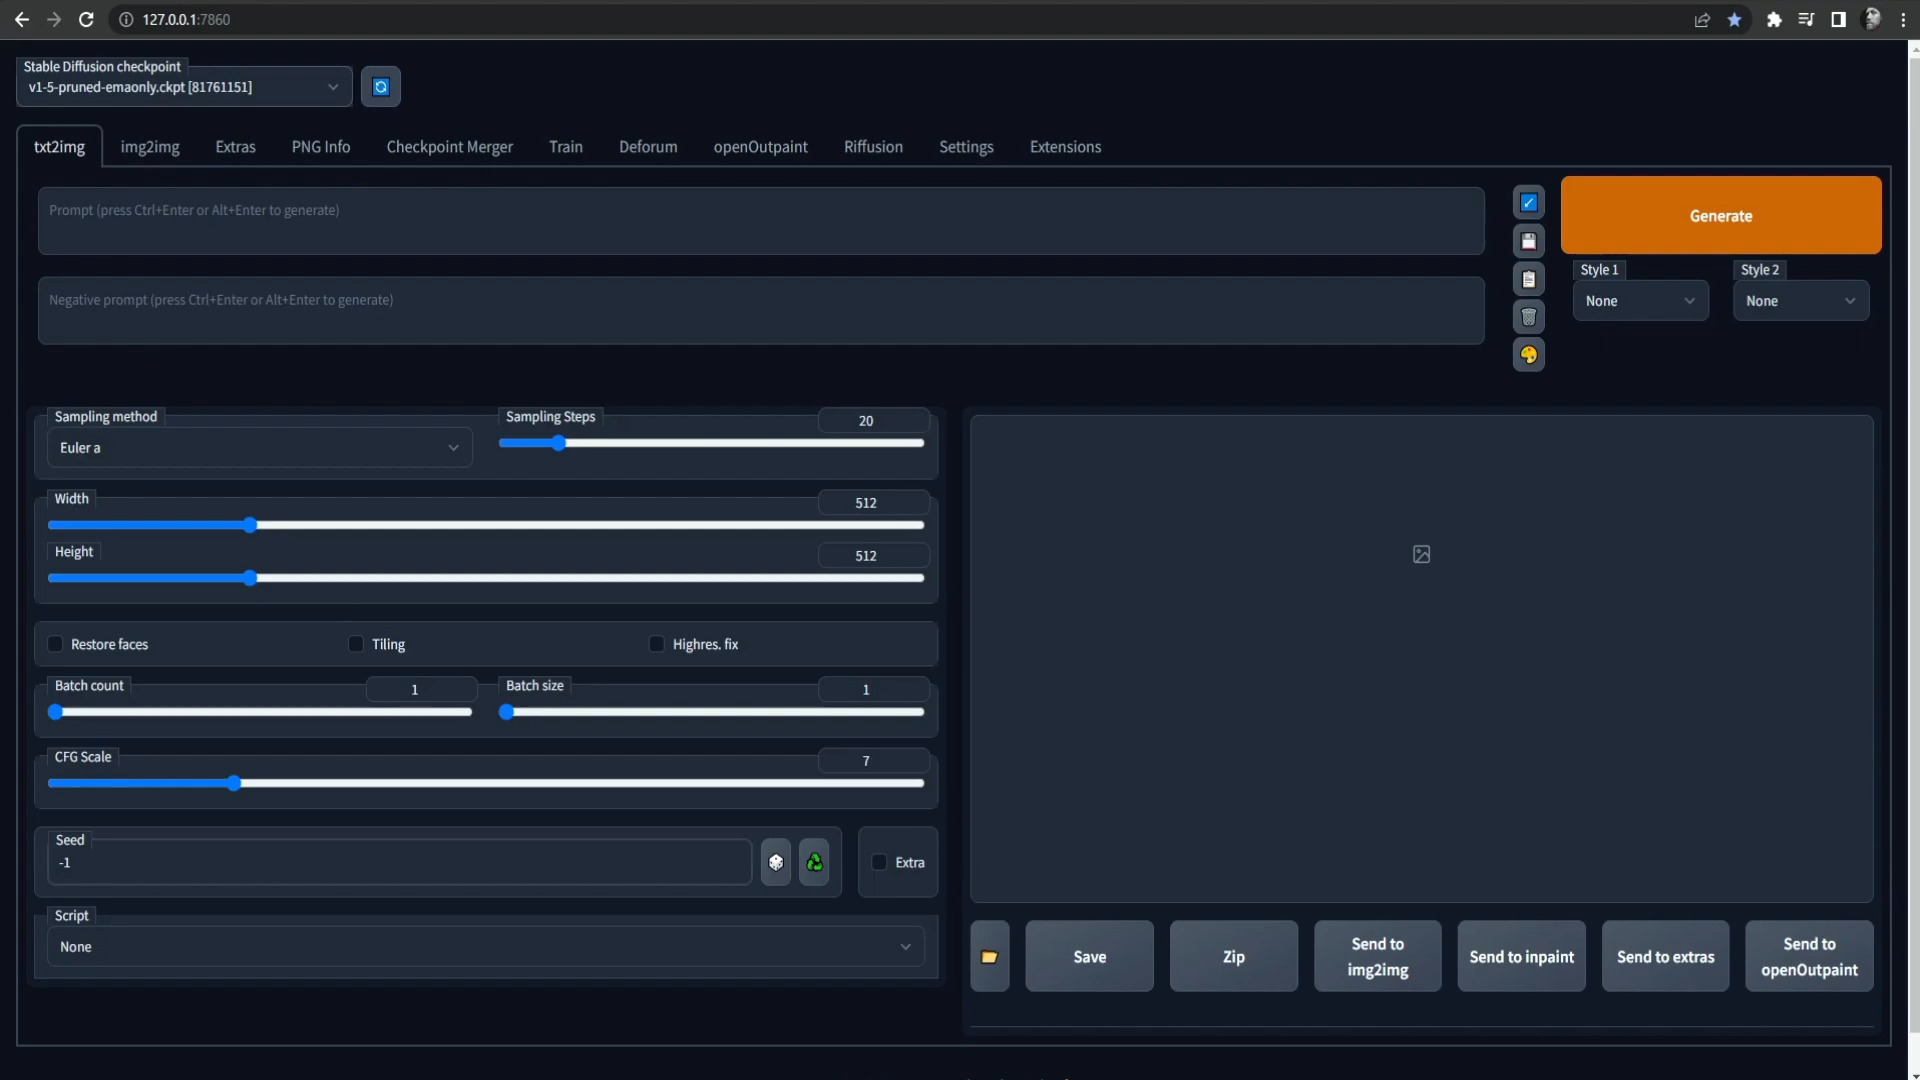 127.0.0.1:7860
Stable Diffusion checkpoint
v1-5-pruned-emaonly.ckpt [81761151]
txt2img img2img Extras PNG Info Checkpoint Merger Train Deforum openOutpaint Riffusion Settings Extensions
Prompt (press Ctrl+Enter or Alt+Enter to generate)
Generate
Negative prompt (press Ctrl+Enter or Alt+Enter to generate)
Style 1 Style 2
None None
Sampling method Sampling Steps 20
Euler a
Width 512
Height 512
Restore faces Tiling Highres. fix
Batch count 1 Batch size 1
CFG Scale 7
Seed
-1
Extra
Script
None
Save
Zip
Send to
img2img
Send to inpaint
Send to extras
Send to
openOutpaint